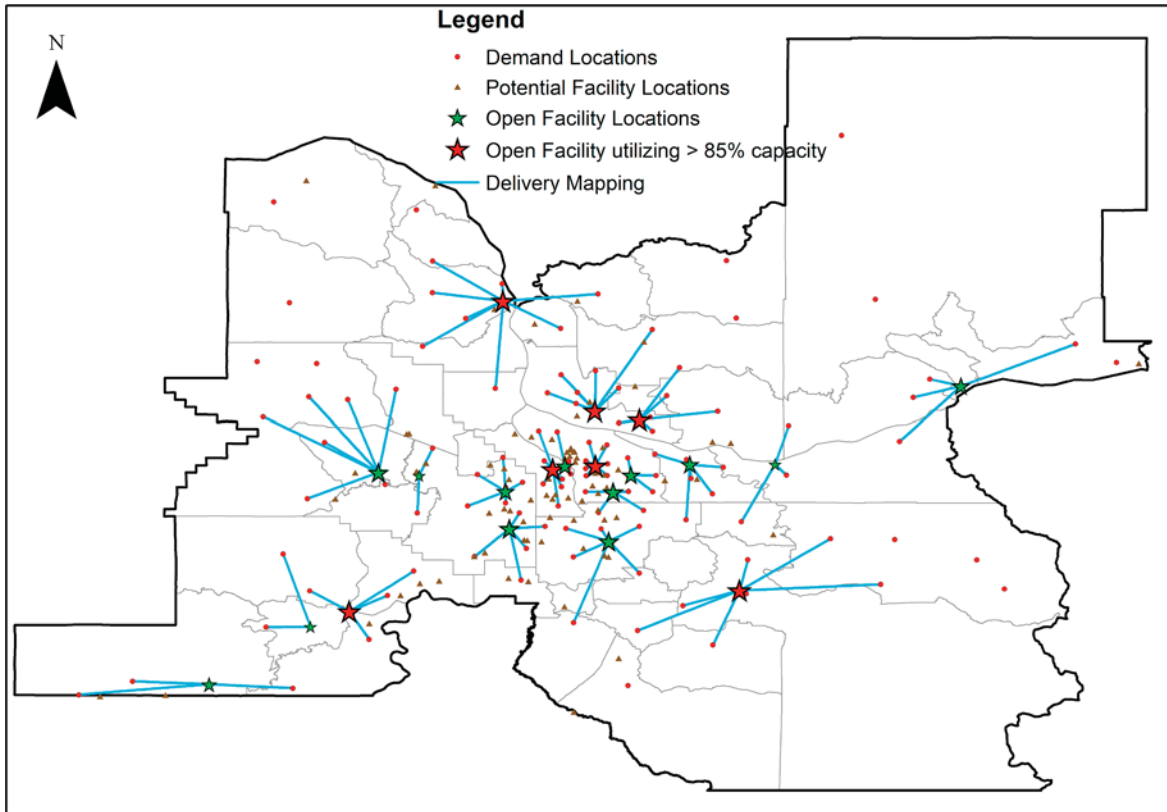 Legend
N
Demand Locations
Potential Facility Locations
Open Facility Locations
Open Facility utilizing > 85% capacity
Delivery Mapping